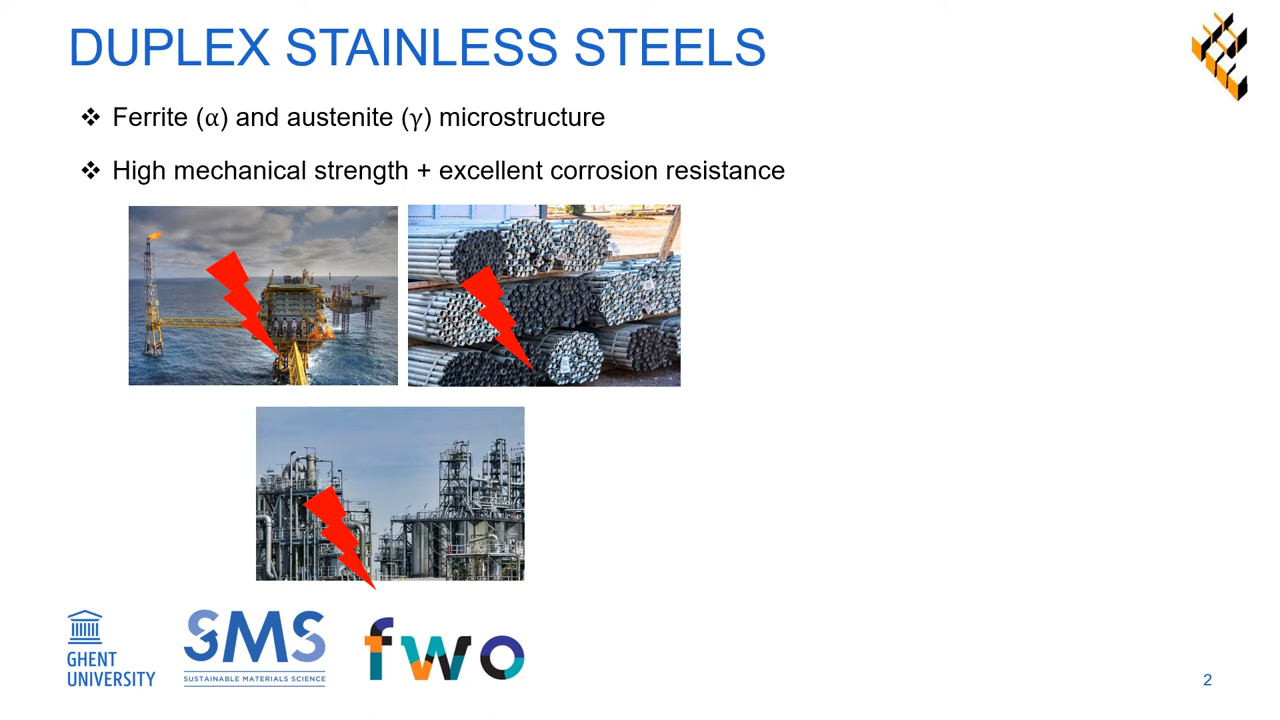 DUPLEX STAINLESS STEELS
❖ Ferrite (α) and austenite (γ) microstructure
❖ High mechanical strength + excellent corrosion resistance
GHENT
UNIVERSITY
SMS
SUSTAINABLE MATERIALS SCIENCE
fwo
2